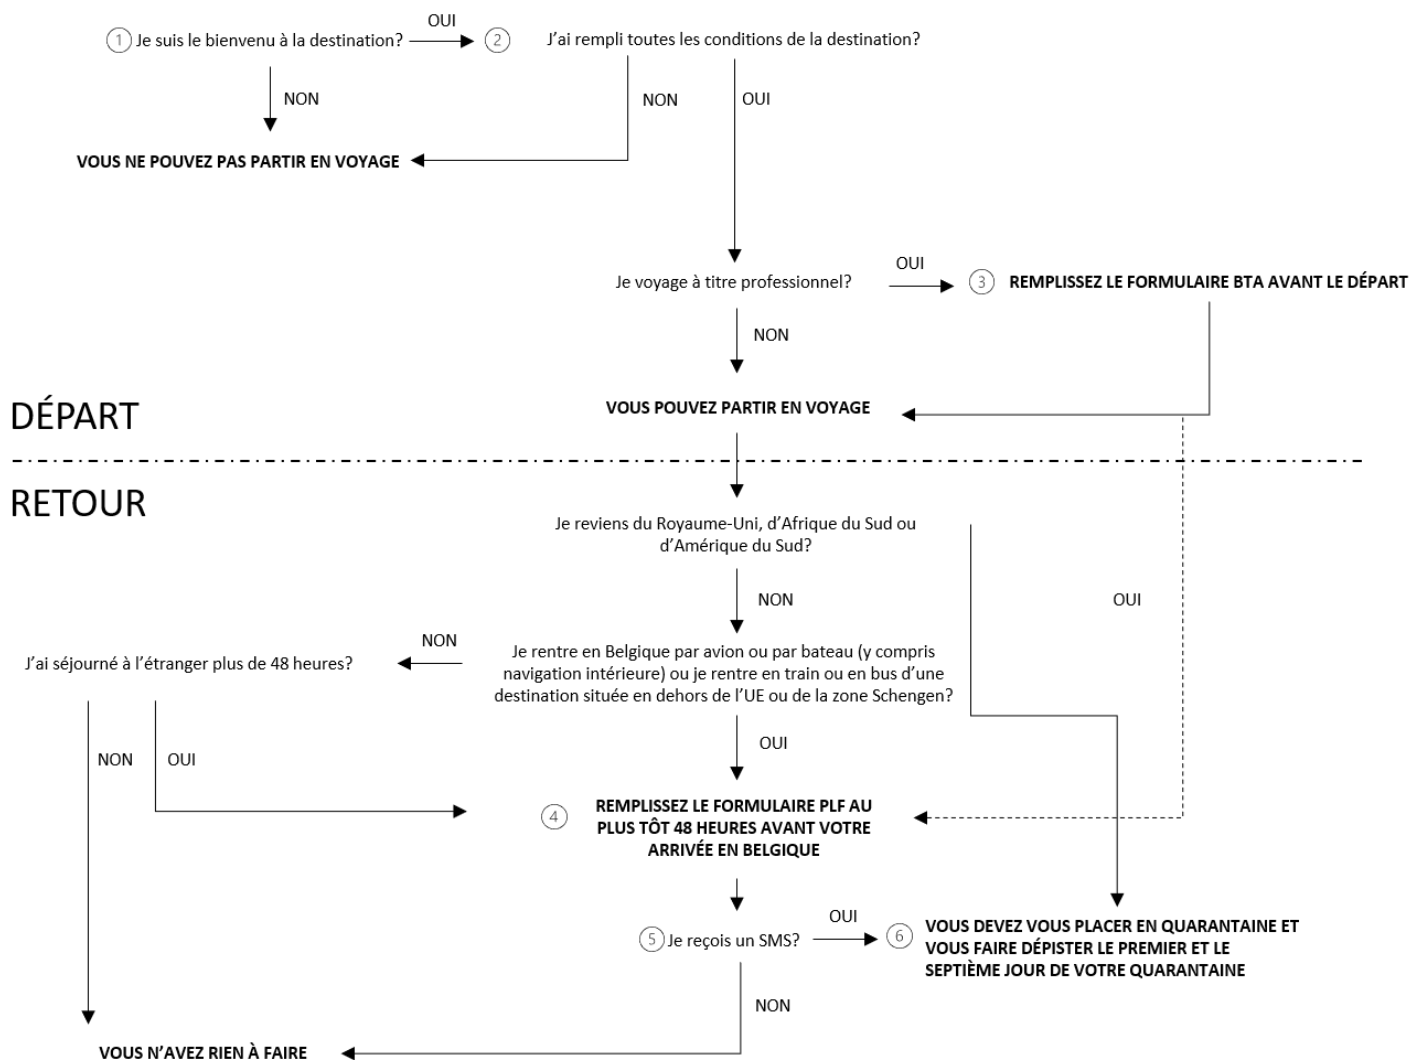 OUI
1 Je suis le bienvenu à la destination?
2 J'ai rempli toutes les conditions de la destination?
NON
NON
OUI
VOUS NE POUVEZ PAS PARTIR EN VOYAGE
OUI
Je voyage à titre professionnel?
3 REMPLISSEZ LE FORMULAIRE BTA AVANT LE DÉPART
NON
DÉPART
VOUS POUVEZ PARTIR EN VOYAGE
RETOUR
Je reviens du Royaume-Uni, d'Afrique du Sud ou
d'Amérique du Sud?
NON
OUI
NON
J'ai séjourné à l'étranger plus de 48 heures?
Je rentre en Belgique par avion ou par bateau (y compris
navigation intérieure) ou je rentre en train ou en bus d'une
destination située en dehors de l'UE ou de la zone Schengen?
NON
OUI
OUI
4 REMPLISSEZ LE FORMULAIRE PLF AU
PLUS TÔT 48 HEURES AVANT VOTRE
ARRIVÉE EN BELGIQUE
OUI
5 Je reçois un SMS?
6 VOUS DEVEZ VOUS PLACER EN QUARANTAINE ET
VOUS FAIRE DÉPISTER LE PREMIER ET LE
SEPTIÈME JOUR DE VOTRE QUARANTAINE
NON
VOUS N'AVEZ RIEN À FAIRE